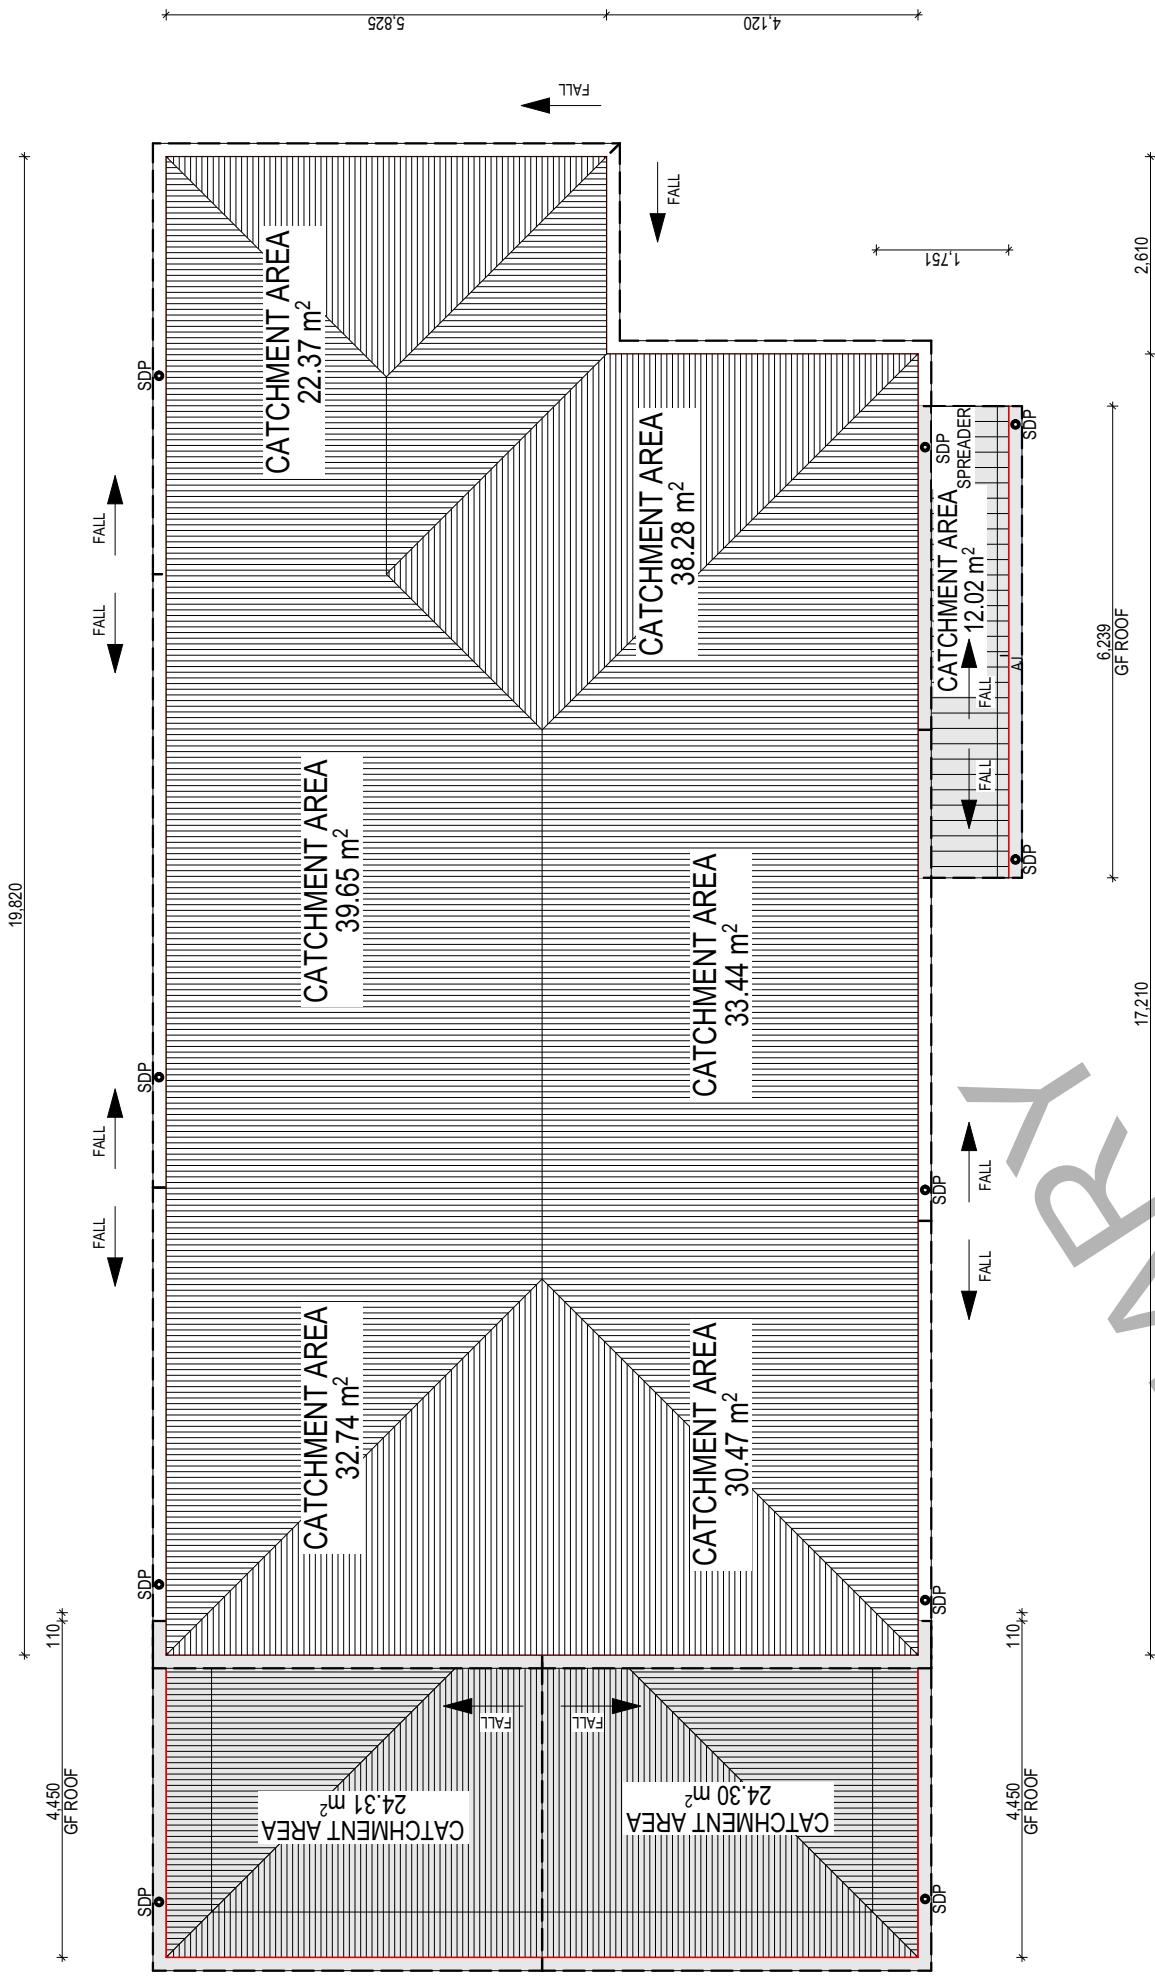 5,825
4,120
FALL
FALL
19,820
2,610
1,751
CATCHMENT AREA
22.37 m²
SDP
FALL
FALL
CATCHMENT AREA
38.28 m²
SDP
SPREADER
SDP
CATCHMENT AREA
12.02 m²
AJ
FALL
FALL
SDP
6,239
GF ROOF
17,210
CATCHMENT AREA
39.65 m²
CATCHMENT AREA
33.44 m²
SDP
FALL
FALL
SDP
FALL
FALL
CATCHMENT AREA
32.74 m²
CATCHMENT AREA
30.47 m²
SDP
SDP
110
4,450
GF ROOF
110
4,450
GF ROOF
FALL
FALL
CATCHMENT AREA
24.31 m²
CATCHMENT AREA
24.30 m²
SDP
SDP
ARY